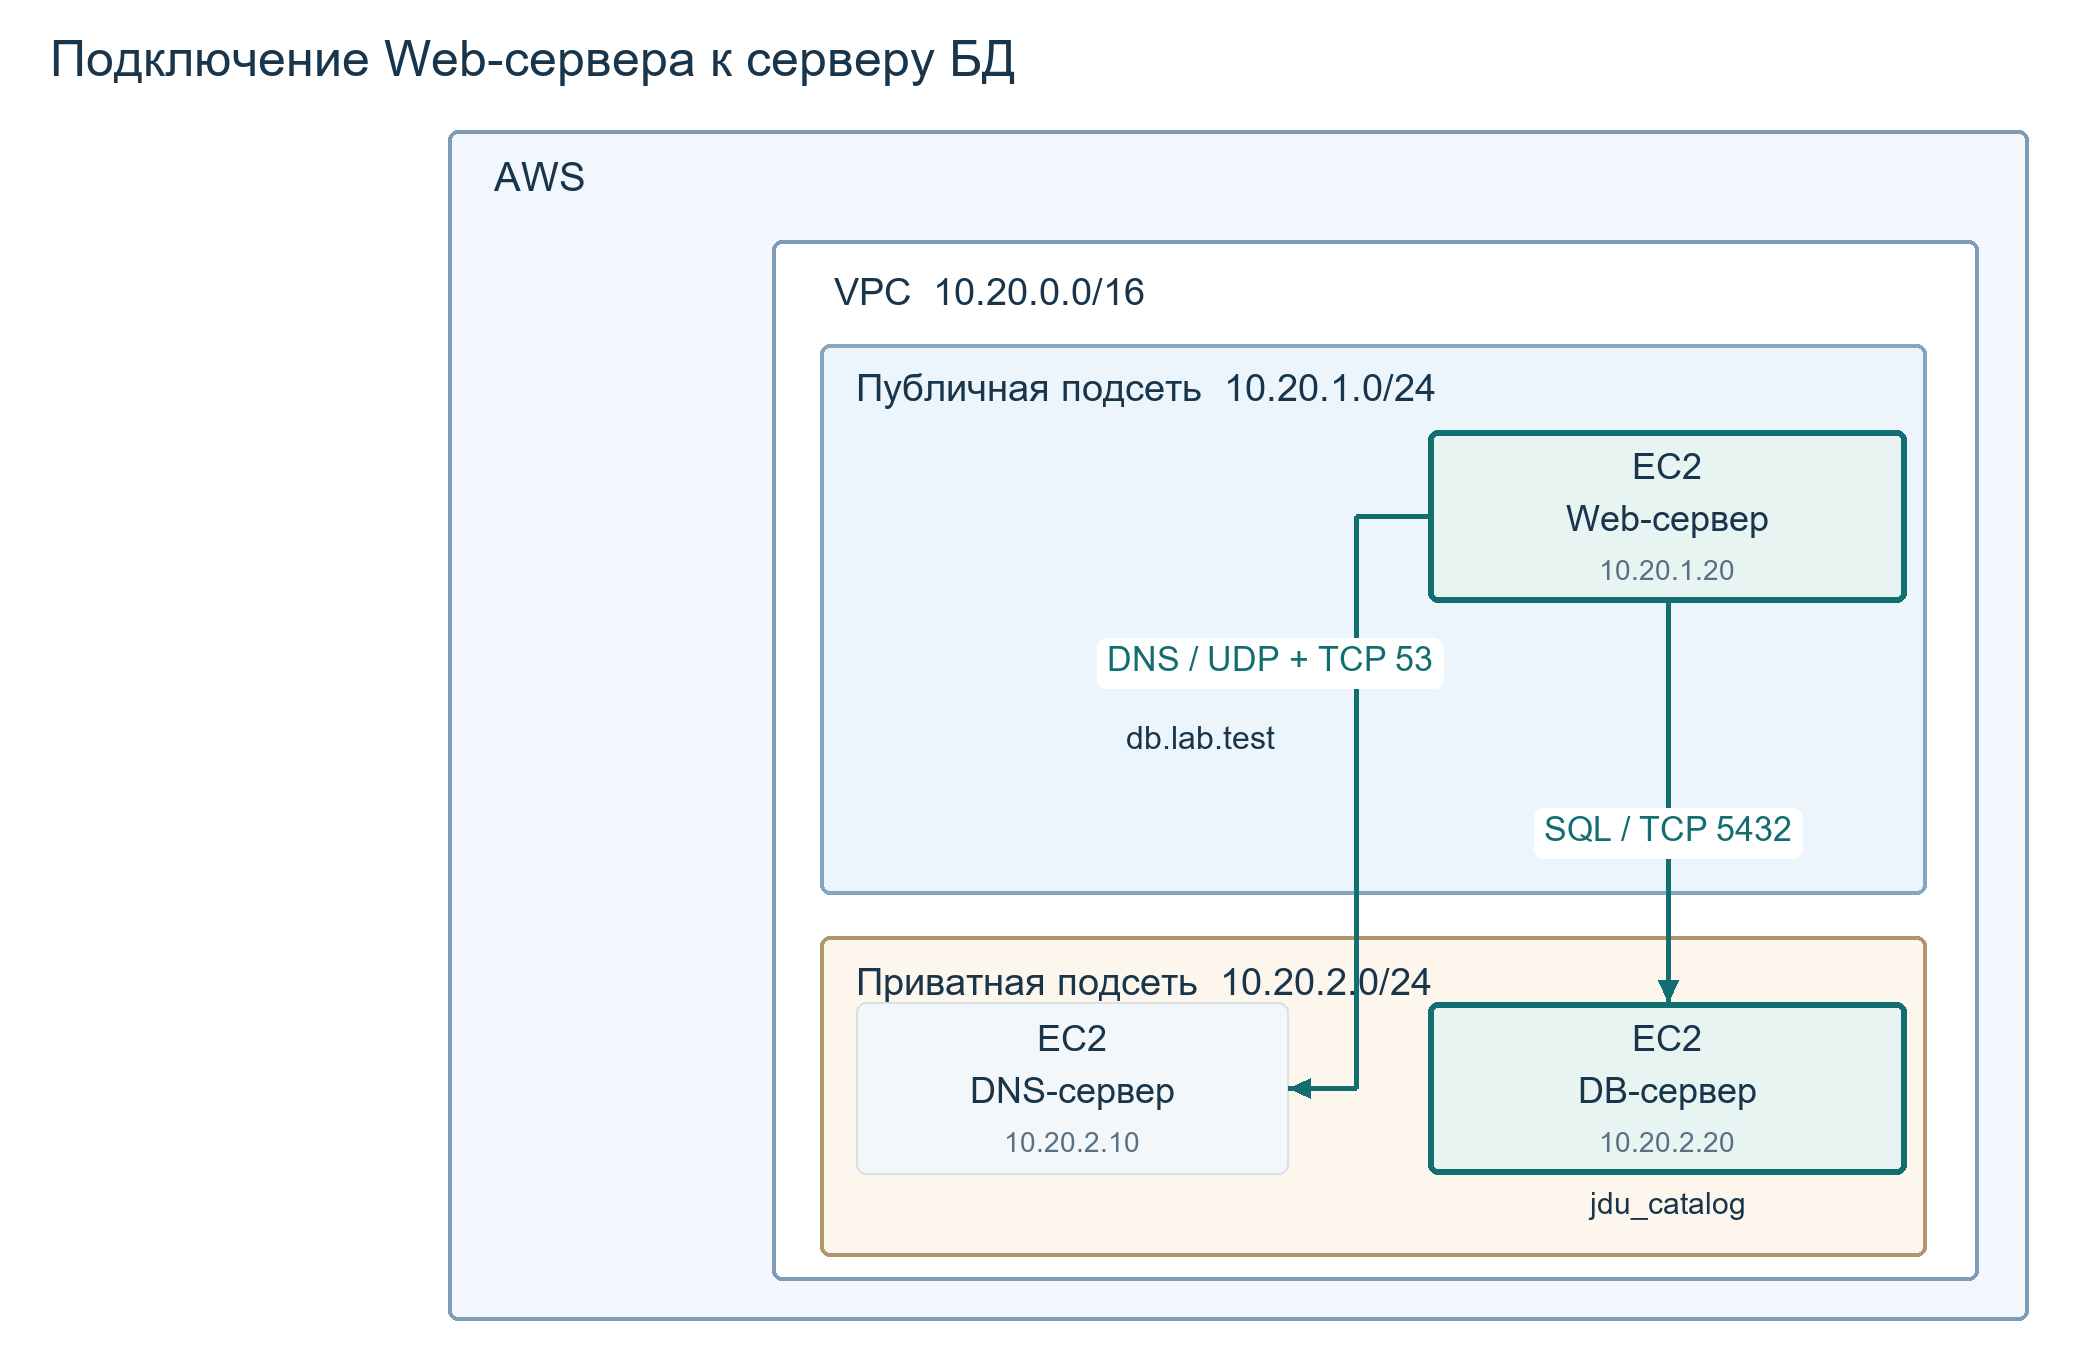 Подключение Web-сервера к серверу БД
AWS
VPC 10.20.0.0/16
Публичная подсеть 10.20.1.0/24
EC2
Web-сервер
10.20.1.20
DNS / UDP + TCP 53
db.lab.test
SQL / TCP 5432
Приватная подсеть 10.20.2.0/24
EC2
DNS-сервер
10.20.2.10
EC2
DB-сервер
10.20.2.20
jdu_catalog